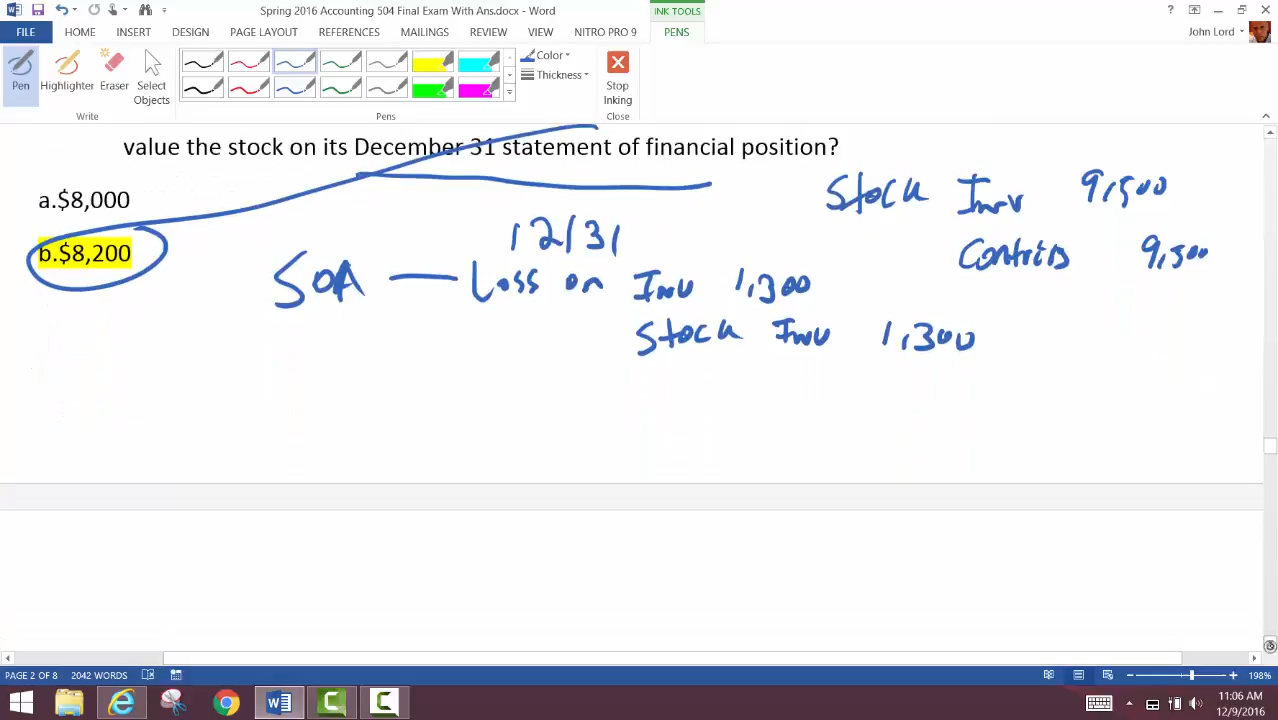 Spring 2016 Accounting 504 Final Exam With Ans.docx - Word
INK TOOLS
FILE HOME INSERT DESIGN PAGE LAYOUT REFERENCES MAILINGS REVIEW VIEW NITRO PRO 9 PENS
John Lord
Pen
Highlighter
Eraser
Select Objects
Color
Thickness
Stop Inking
Write
Pens
Close
value the stock on its December 31 statement of financial position?
a.$8,000
b.$8,200
Stock Inv 9,500
Contribs 9,500
12/31
SOA — Loss on Inv 1,300
Stock Inv 1,300
PAGE 2 OF 8 2042 WORDS
198%
11:06 AM
12/9/2016